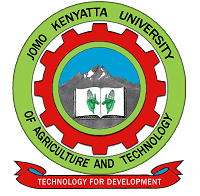 JOMO KENYATTA UNIVERSITY
OF AGRICULTURE AND TECHNOLOGY
TECHNOLOGY FOR DEVELOPMENT